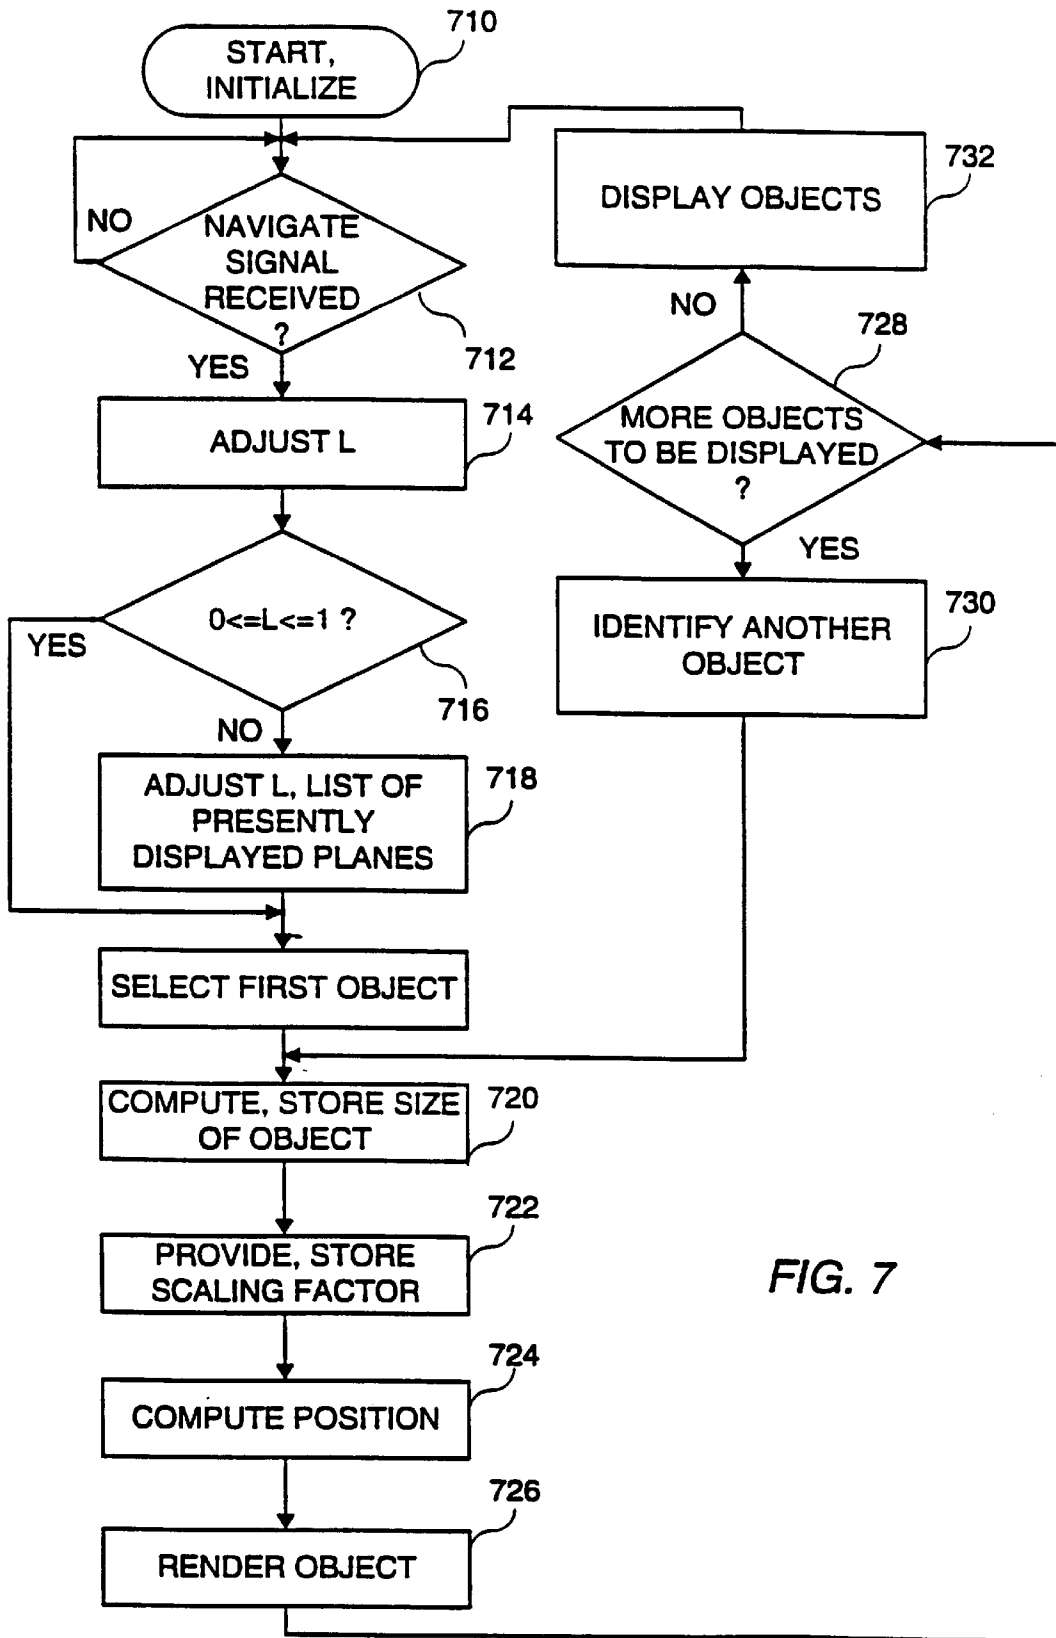 710
START,
INITIALIZE
NO
NAVIGATE
SIGNAL
RECEIVED
?
712
YES
714
ADJUST L
0<=L<=1 ?
YES
716
NO
718
ADJUST L, LIST OF
PRESENTLY
DISPLAYED PLANES
SELECT FIRST OBJECT
720
COMPUTE, STORE SIZE
OF OBJECT
722
PROVIDE, STORE
SCALING FACTOR
724
COMPUTE POSITION
726
RENDER OBJECT
732
DISPLAY OBJECTS
NO
728
MORE OBJECTS
TO BE DISPLAYED
?
YES
730
IDENTIFY ANOTHER
OBJECT
FIG. 7